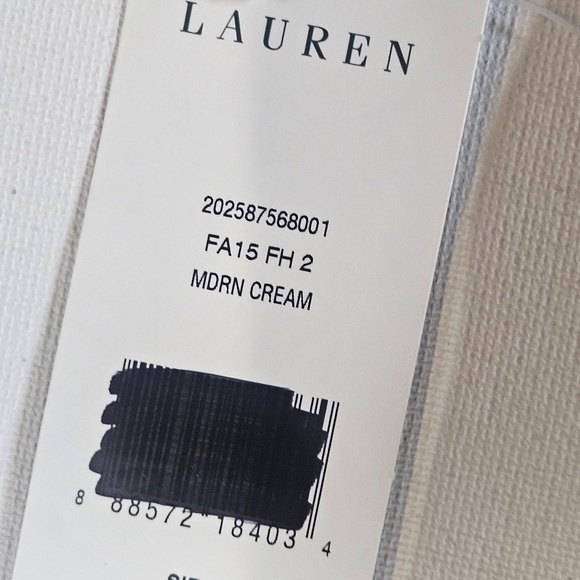 LAUREN
202587568001
FA15 FH 2
MDRN CREAM
8 88572 18403 4